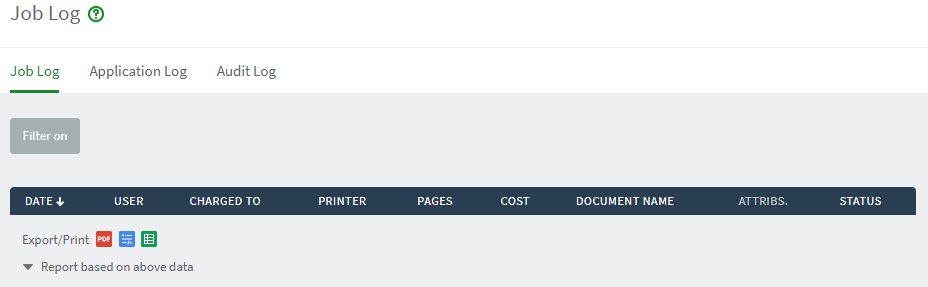 Job Log ?
Job Log Application Log Audit Log
Filter on
DATE USER CHARGED TO PRINTER PAGES COST DOCUMENT NAME ATTRIBS. STATUS
Export/Print PDF
Report based on above data